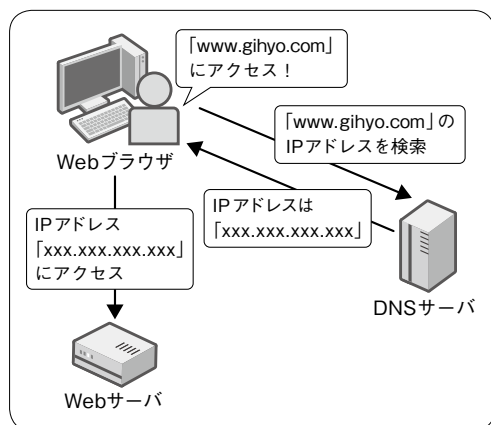 「www.gihyo.com」
にアクセス！
「www.gihyo.com」の
IPアドレスを検索
Webブラウザ
IPアドレスは
「xxx.xxx.xxx.xxx」
IPアドレス
「xxx.xxx.xxx.xxx」
にアクセス
DNSサーバ
Webサーバ